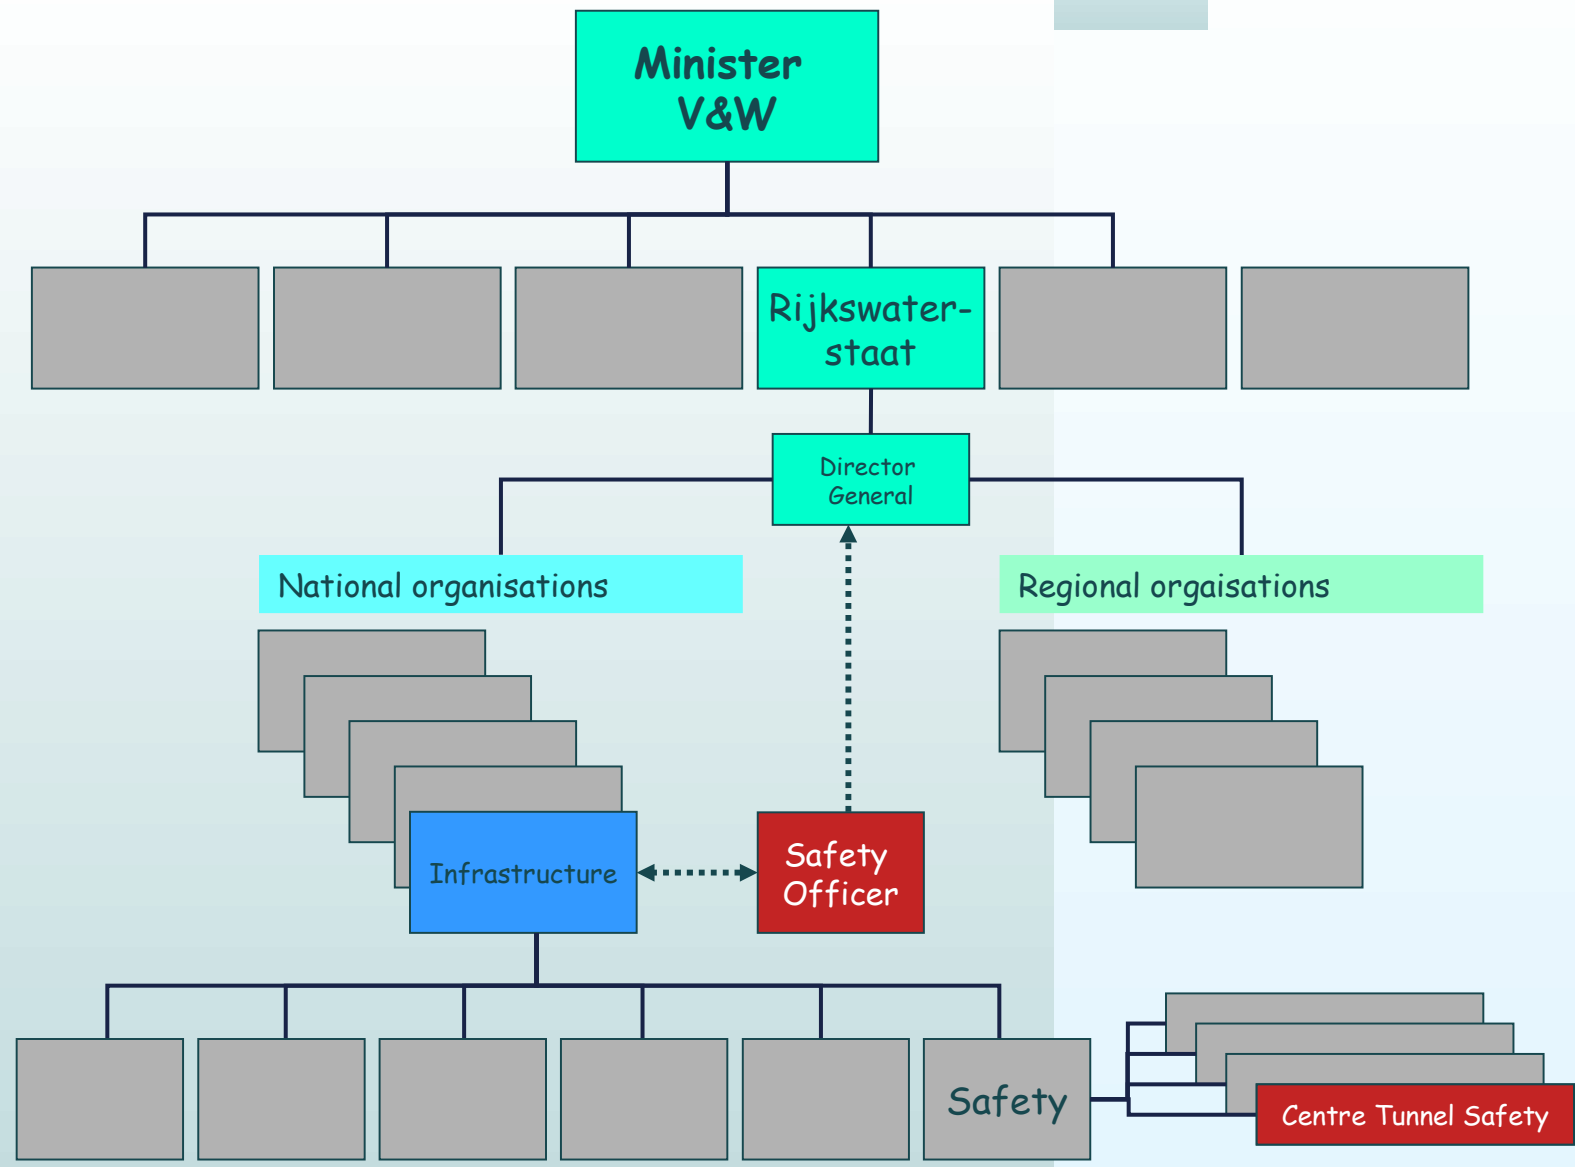 Minister
V&W
Rijkswater-
staat
Director
General
National organisations
Regional orgaisations
Infrastructure
Safety
Officer
Safety
Centre Tunnel Safety